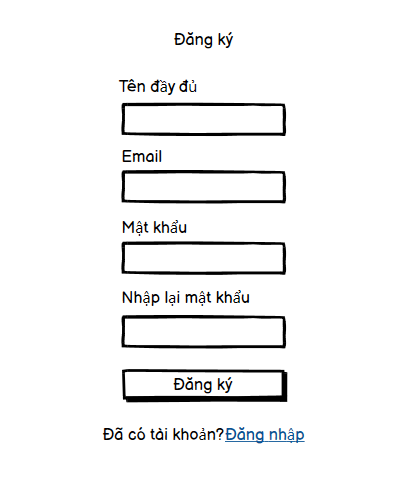 Đăng ký
Tên đầy đủ
Email
Mật khẩu
Nhập lại mật khẩu
Đăng ký
Đã có tài khoản?Đăng nhập